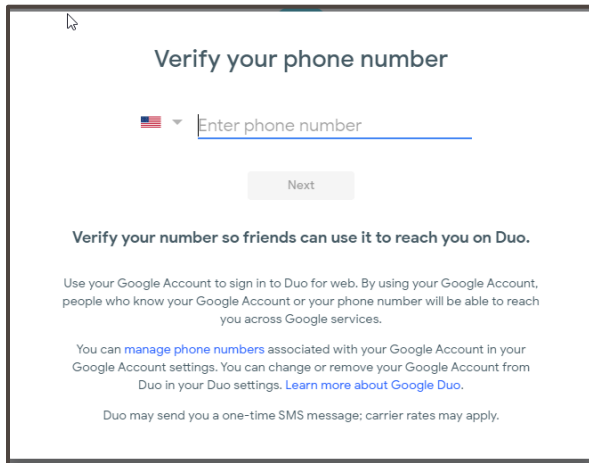 Verify your phone number
Enter phone number
Next
Verify your number so friends can use it to reach you on Duo.
Use your Google Account to sign in to Duo for web. By using your Google Account,
people who know your Google Account or your phone number will be able to reach
you across Google services.
You can manage phone numbers associated with your Google Account in your
Google Account settings. You can change or remove your Google Account from
Duo in your Duo settings. Learn more about Google Duo.
Duo may send you a one-time SMS message; carrier rates may apply.